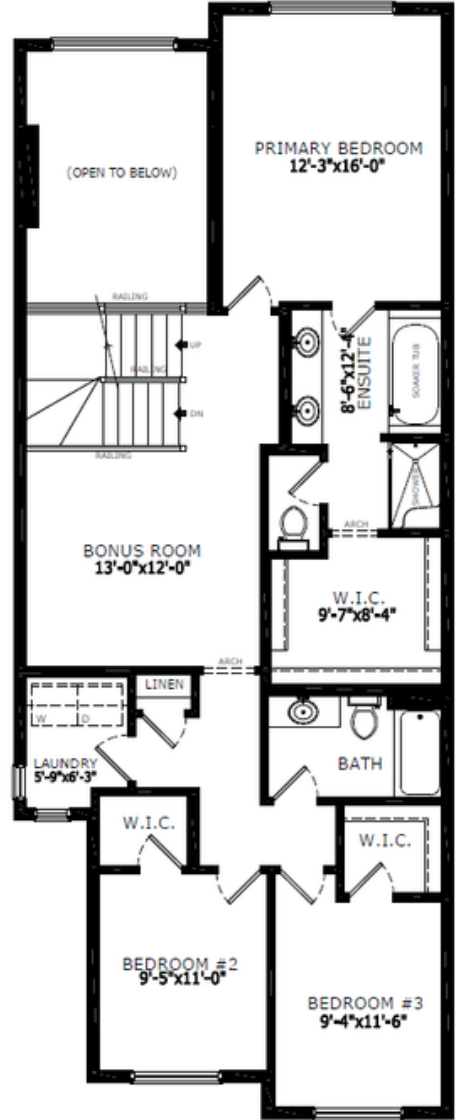 PRIMARY BEDROOM
12'-3"x16'-0"
(OPEN TO BELOW)
RAILING
UP
RAILING
DN
RAILING
8'-6"x12'-4"
ENSUITE
SOAKER TUB
SHOWER
ARCH
BONUS ROOM
13'-0"x12'-0"
W.I.C.
9'-7"x8'-4"
ARCH
LINEN
W
D
LAUNDRY
5'-9"x6'-3"
BATH
W.I.C.
W.I.C.
BEDROOM #2
9'-5"x11'-0"
BEDROOM #3
9'-4"x11'-6"